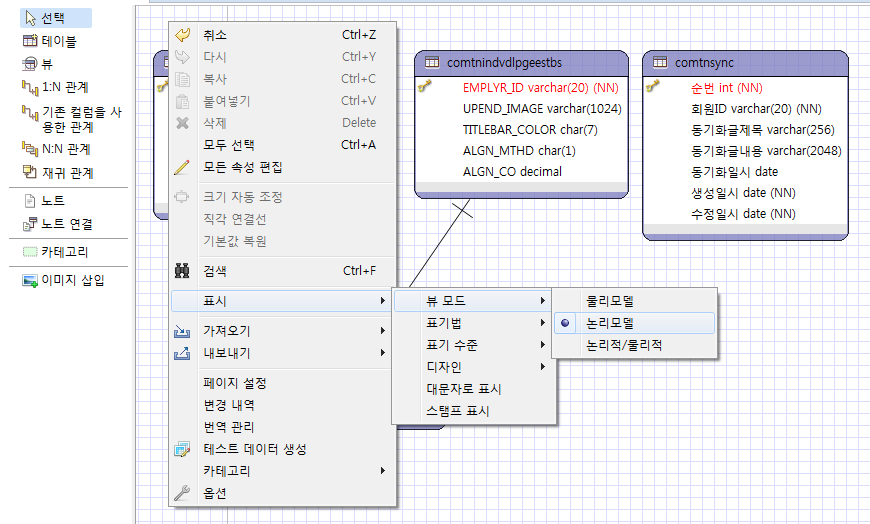 선택
테이블
뷰
1:N 관계
기존 컬럼을 사
용한 관계
N:N 관계
재귀 관계
노트
노트 연결
카테고리
이미지 삽입
취소 Ctrl+Z
다시 Ctrl+Y
복사 Ctrl+C
붙여넣기 Ctrl+V
삭제 Delete
모두 선택 Ctrl+A
모든 속성 편집
크기 자동 조정
직각 연결선
기본값 복원
검색 Ctrl+F
표시
가져오기
내보내기
페이지 설정
변경 내역
번역 관리
테스트 데이터 생성
카테고리
옵션
뷰 모드
표기법
표기 수준
디자인
대문자로 표시
스탬프 표시
물리모델
논리모델
논리적/물리적
comtnindvdlpgeestbs
EMPLYR_ID varchar(20) (NN)
UPEND_IMAGE varchar(1024)
TITLEBAR_COLOR char(7)
ALGN_MTHD char(1)
ALGN_CO decimal
comtnsync
순번 int (NN)
회원ID varchar(20) (NN)
동기화글제목 varchar(256)
동기화글내용 varchar(2048)
동기화일시 date
생성일시 date (NN)
수정일시 date (NN)